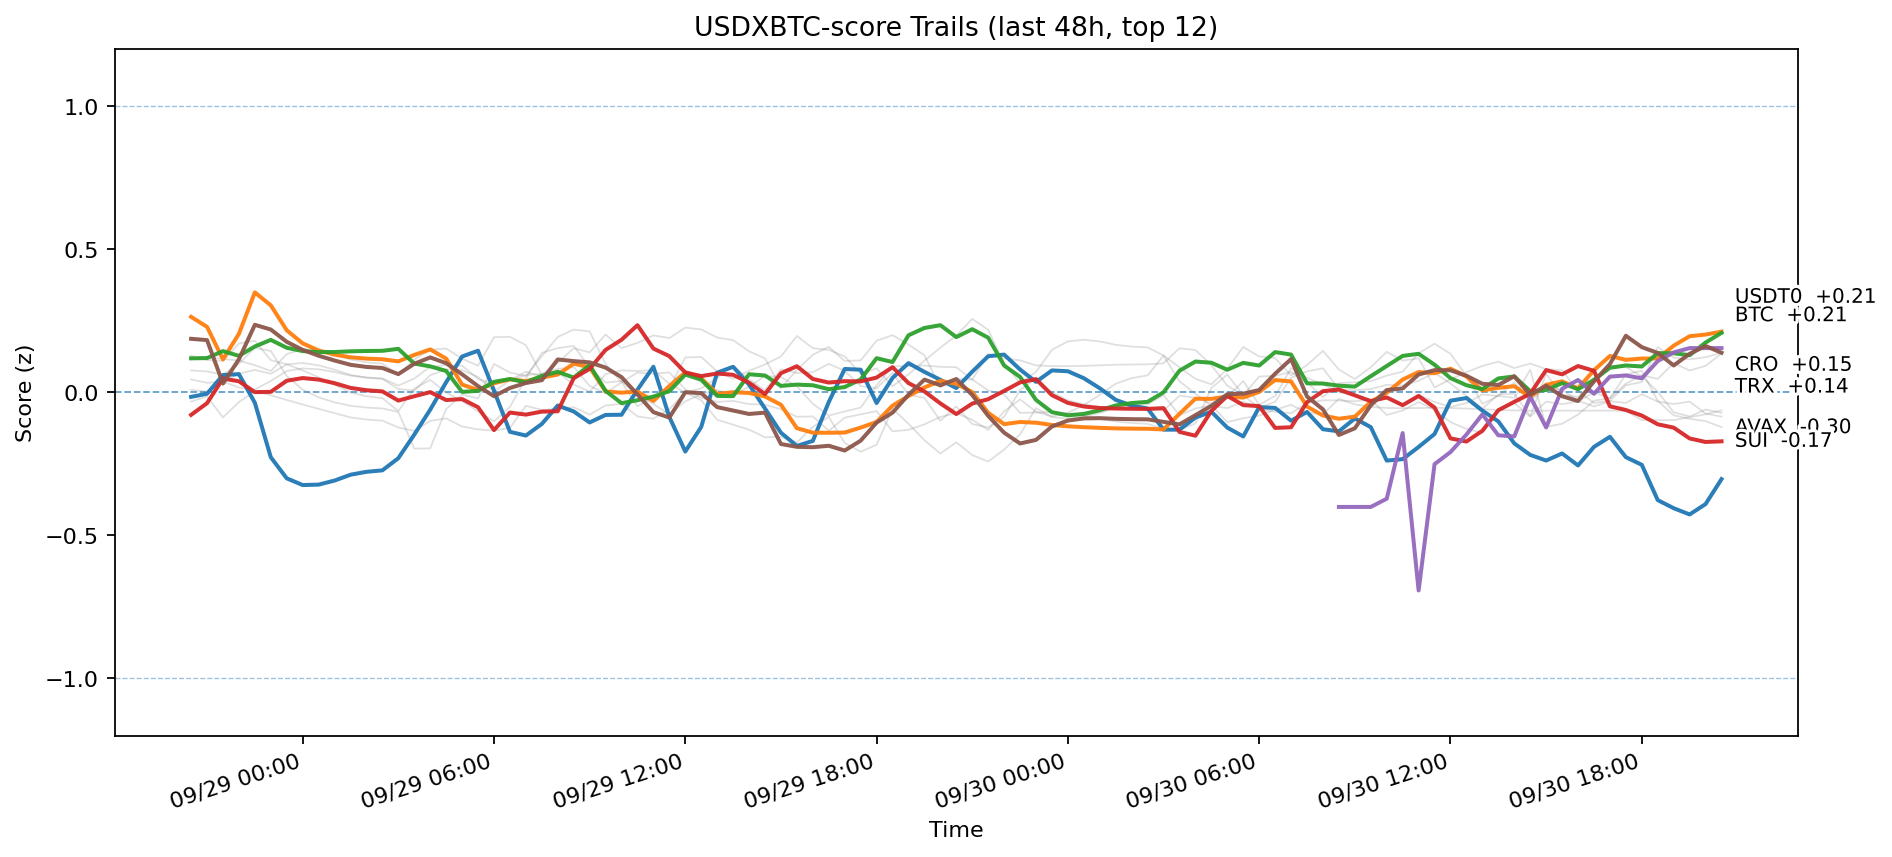 USDXBTC-score Trails (last 48h, top 12)
Score (z)
1.0
0.5
0.0
−0.5
−1.0
USDT0 +0.21
BTC +0.21
CRO +0.15
TRX +0.14
AVAX -0.30
SUI -0.17
09/29 00:00
09/29 06:00
09/29 12:00
09/29 18:00
09/30 00:00
09/30 06:00
09/30 12:00
09/30 18:00
Time